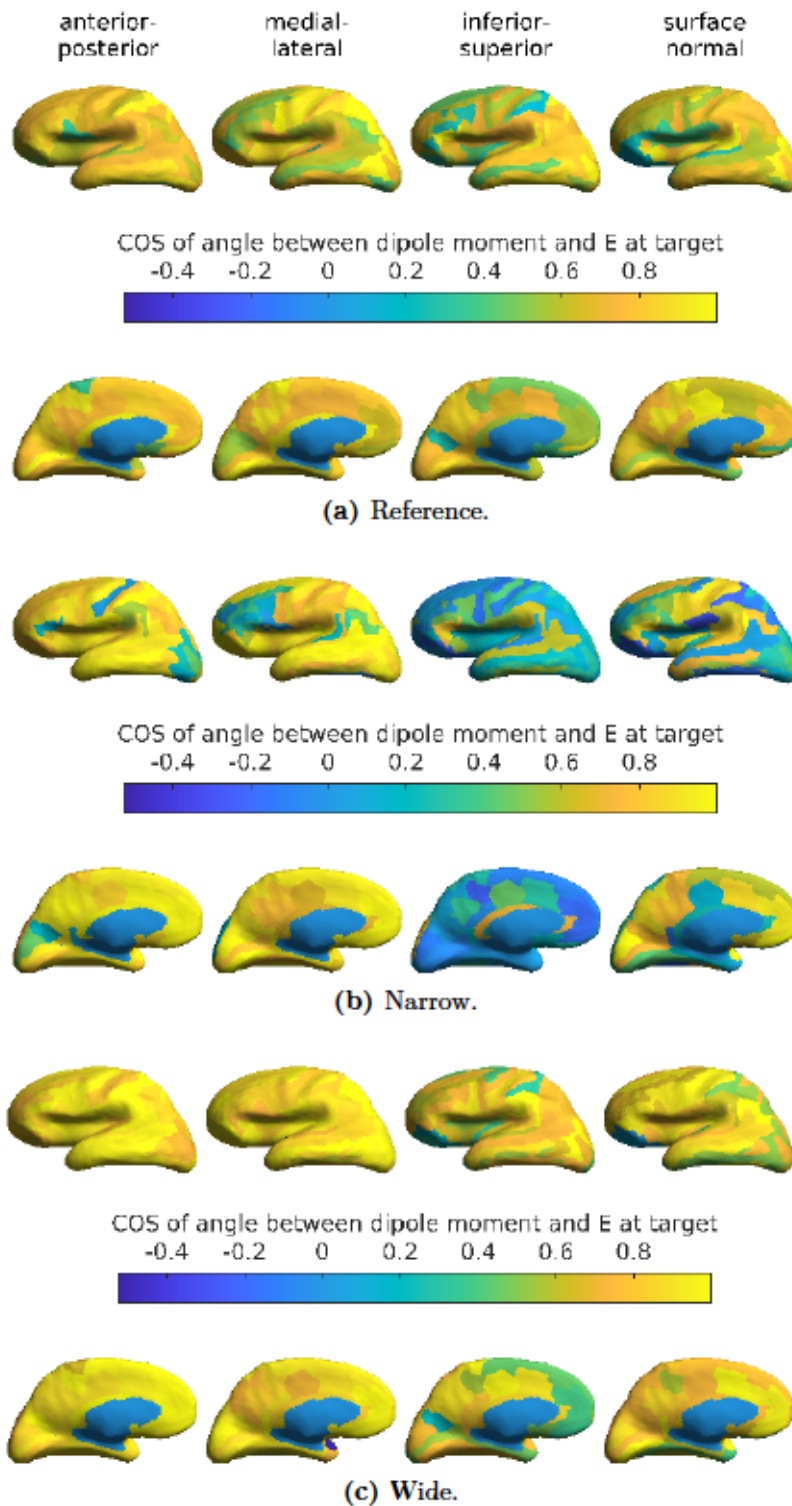 anterior- medial- inferior- surface
posterior lateral superior normal
COS of angle between dipole moment and E at target
-0.4 -0.2 0 0.2 0.4 0.6 0.8
(a) Reference.
COS of angle between dipole moment and E at target
-0.4 -0.2 0 0.2 0.4 0.6 0.8
(b) Narrow.
COS of angle between dipole moment and E at target
-0.4 -0.2 0 0.2 0.4 0.6 0.8
(c) Wide.